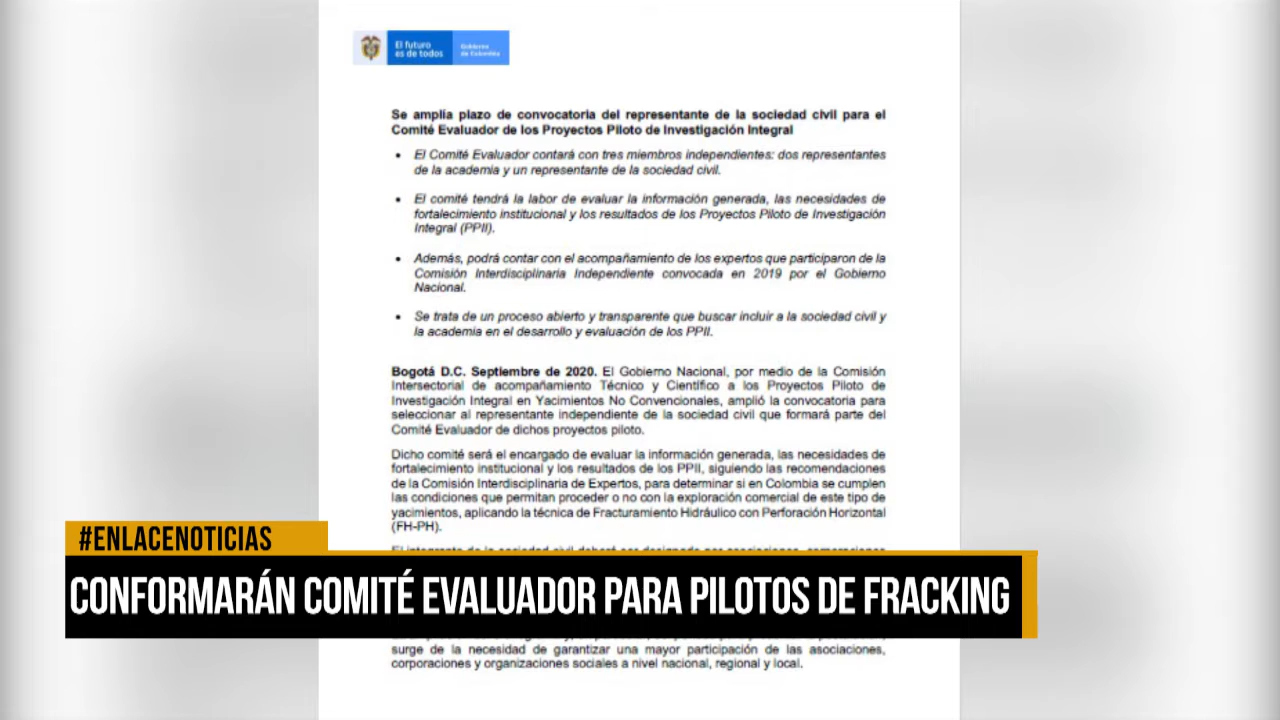 El futuro
es de todos
Gobierno
de Colombia
Se amplía plazo de convocatoria del representante de la sociedad civil para el
Comité Evaluador de los Proyectos Piloto de Investigación Integral
• El Comité Evaluador contará con tres miembros independientes: dos representantes
de la academia y un representante de la sociedad civil.
• El comité tendrá la labor de evaluar la información generada, las necesidades de
fortalecimiento institucional y los resultados de los Proyectos Piloto de Investigación
Integral (PPII).
• Además, podrá contar con el acompañamiento de los expertos que participaron de la
Comisión Interdisciplinaria Independiente convocada en 2019 por el Gobierno
Nacional.
• Se trata de un proceso abierto y transparente que buscar incluir a la sociedad civil y
la academia en el desarrollo y evaluación de los PPII.
Bogotá D.C. Septiembre de 2020. El Gobierno Nacional, por medio de la Comisión
Intersectorial de acompañamiento Técnico y Científico a los Proyectos Piloto de
Investigación Integral en Yacimientos No Convencionales, amplió la convocatoria para
seleccionar al representante independiente de la sociedad civil que formará parte del
Comité Evaluador de dichos proyectos piloto.
Dicho comité será el encargado de evaluar la información generada, las necesidades de
fortalecimiento institucional y los resultados de los PPII, siguiendo las recomendaciones
de la Comisión Interdisciplinaria de Expertos, para determinar si en Colombia se cumplen
las condiciones que permitan proceder o no con la exploración comercial de este tipo de
yacimientos, aplicando la técnica de Fracturamiento Hidráulico con Perforación Horizontal
(FH-PH).
#ENLACENOTICIAS
CONFORMARÁN COMITÉ EVALUADOR PARA PILOTOS DE FRACKING
surge de la necesidad de garantizar una mayor participación de las asociaciones,
corporaciones y organizaciones sociales a nivel nacional, regional y local.